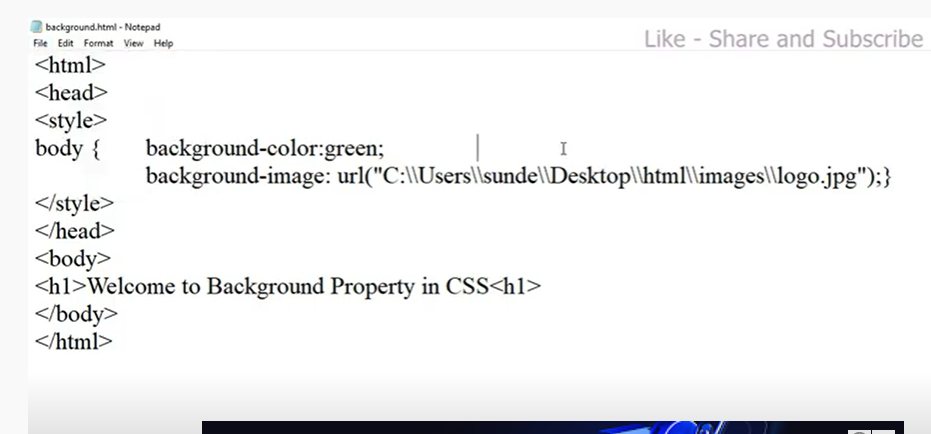 background.html - Notepad
File Edit Format View Help
Like - Share and Subscribe
<html>
<head>
<style>
body { background-color:green;
background-image: url("C:\\Users\\sunde\\Desktop\\html\\images\\logo.jpg");}
</style>
</head>
<body>
<h1>Welcome to Background Property in CSS<h1>
</body>
</html>